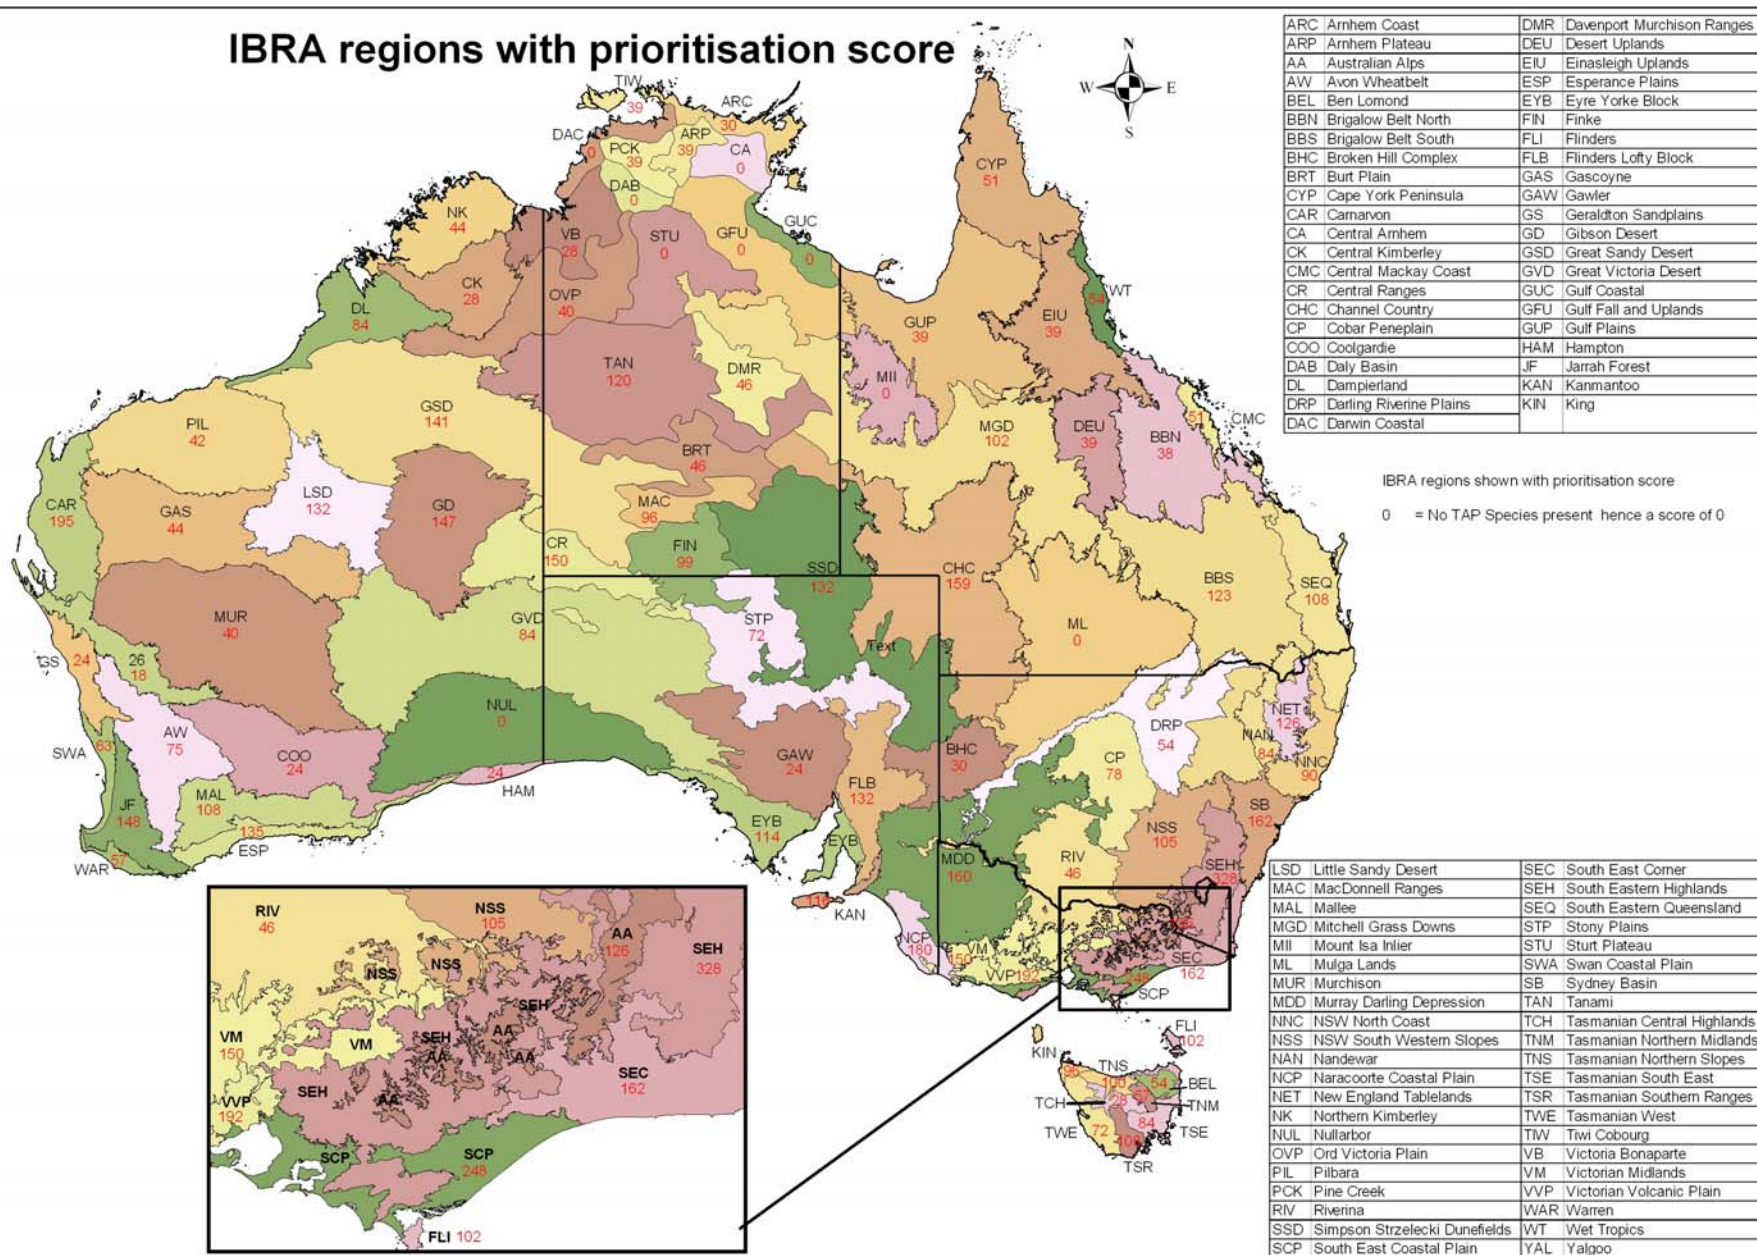 IBRA regions with prioritisation score
N
W E
S
ARC Arnhem Coast DMR Davenport Murchison Ranges
ARP Arnhem Plateau DEU Desert Uplands
AA Australian Alps EIU Einasleigh Uplands
AW Avon Wheatbelt ESP Esperance Plains
BEL Ben Lomond EYB Eyre Yorke Block
BBN Brigalow Belt North FIN Finke
BBS Brigalow Belt South FLI Flinders
BHC Broken Hill Complex FLB Flinders Lofty Block
BRT Burt Plain GAS Gascoyne
CYP Cape York Peninsula GAW Gawler
CAR Carnarvon GS Geraldton Sandplains
CA Central Arnhem GD Gibson Desert
CK Central Kimberley GSD Great Sandy Desert
CMC Central Mackay Coast GVD Great Victoria Desert
CR Central Ranges GUC Gulf Coastal
CHC Channel Country GFU Gulf Fall and Uplands
CP Cobar Peneplain GUP Gulf Plains
COO Coolgardie HAM Hampton
DAB Daly Basin JF Jarrah Forest
DL Dampierland KAN Kanmantoo
DRP Darling Riverine Plains KIN King
DAC Darwin Coastal
IBRA regions shown with prioritisation score
0 = No TAP Species present hence a score of 0
TIW
39
ARC
30
DAC
0
PCK
39
ARP
39
CA
0
DAB
0
CYP
51
NK
44
VB
28
STU
0
GFU
0
GUC
0
CK
28
OVP
40
DL
84
WT
54
GUP
39
EIU
39
TAN
120
DMR
46
MII
0
GSD
141
PIL
42
MGD
102
DEU
39
BBN
38
51
CMC
BRT
46
LSD
132
GD
147
MAC
96
CAR
195
GAS
44
CR
150
FIN
99
SSD
132
CHC
159
BBS
123
SEQ
108
MUR
40
GVD
84
STP
72
ML
0
Text
GS 24
26
18
NUL
0
AW
75
SWA 63
COO
24
24
HAM
GAW
24
BHC
30
DRP
54
NET
126
NAN
84
NNC
90
CP
78
FLB
132
MAL
108
JF
148
135
ESP
WAR 57
EYB
114
EYB
SB
162
NSS
105
RIV
46
MDD
160
SEH
328
116
KAN
NCP
180
VM
150
VVP 192
AA
SEC
162
248
SCP
RIV
46
NSS
105
AA
126
SEH
328
NSS
NSS
SEH
AA
VM
150
VM
SEH
AA
AA
SEC
162
SEH
AA
VVP
192
SCP
SCP
248
FLI 102
KIN
96
FLI
102
TNS
100
54
BEL
TCH
28
57
TNM
TWE
72
84
TSE
TSR
LSD Little Sandy Desert SEC South East Corner
MAC MacDonnell Ranges SEH South Eastern Highlands
MAL Mallee SEQ South Eastern Queensland
MGD Mitchell Grass Downs STP Stony Plains
MII Mount Isa Inlier STU Sturt Plateau
ML Mulga Lands SWA Swan Coastal Plain
MUR Murchison SB Sydney Basin
MDD Murray Darling Depression TAN Tanami
NNC NSW North Coast TCH Tasmanian Central Highlands
NSS NSW South Western Slopes TNM Tasmanian Northern Midlands
NAN Nandewar TNS Tasmanian Northern Slopes
NCP Naracoorte Coastal Plain TSE Tasmanian South East
NET New England Tablelands TSR Tasmanian Southern Ranges
NK Northern Kimberley TWE Tasmanian West
NUL Nullarbor TIW Tiwi Cobourg
OVP Ord Victoria Plain VB Victoria Bonaparte
PIL Pilbara VM Victorian Midlands
PCK Pine Creek VVP Victorian Volcanic Plain
RIV Riverina WAR Warren
SSD Simpson Strzelecki Dunefields WT Wet Tropics
SCP South East Coastal Plain YAL Yalgoo